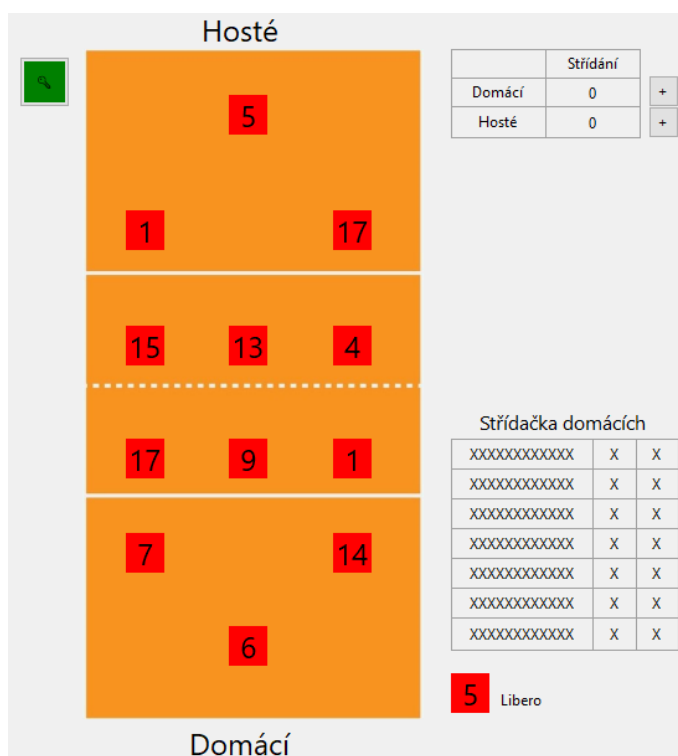 Hosté
Střídání
Domácí 0 +
Hosté 0 +
5
1 17
15 13 4
17 9 1
7 14
6
Střídačka domácích
XXXXXXXXXXXX X X
XXXXXXXXXXXX X X
XXXXXXXXXXXX X X
XXXXXXXXXXXX X X
XXXXXXXXXXXX X X
XXXXXXXXXXXX X X
XXXXXXXXXXXX X X
5 Libero
Domácí